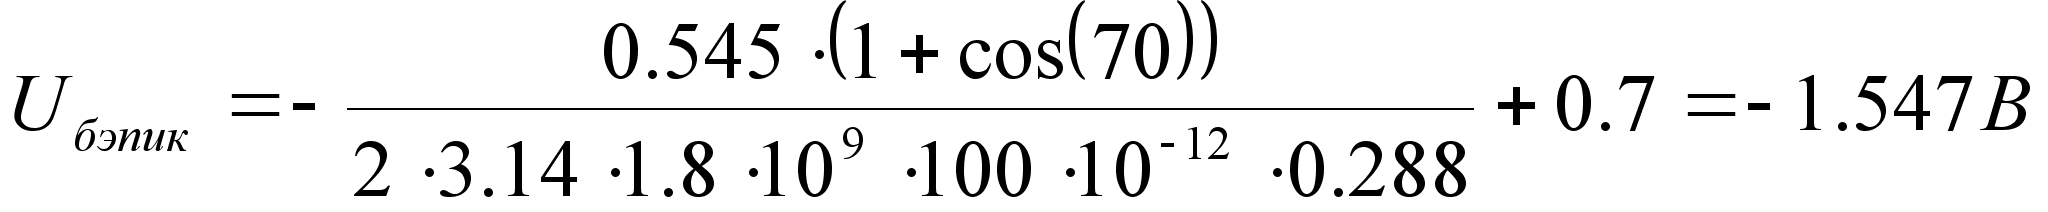 U бэпик = - 0.545 ·(1 + cos(70)) / 2 ·3.14 ·1.8 ·10^9 ·100 ·10^-12 ·0.288 + 0.7 = - 1.547 В